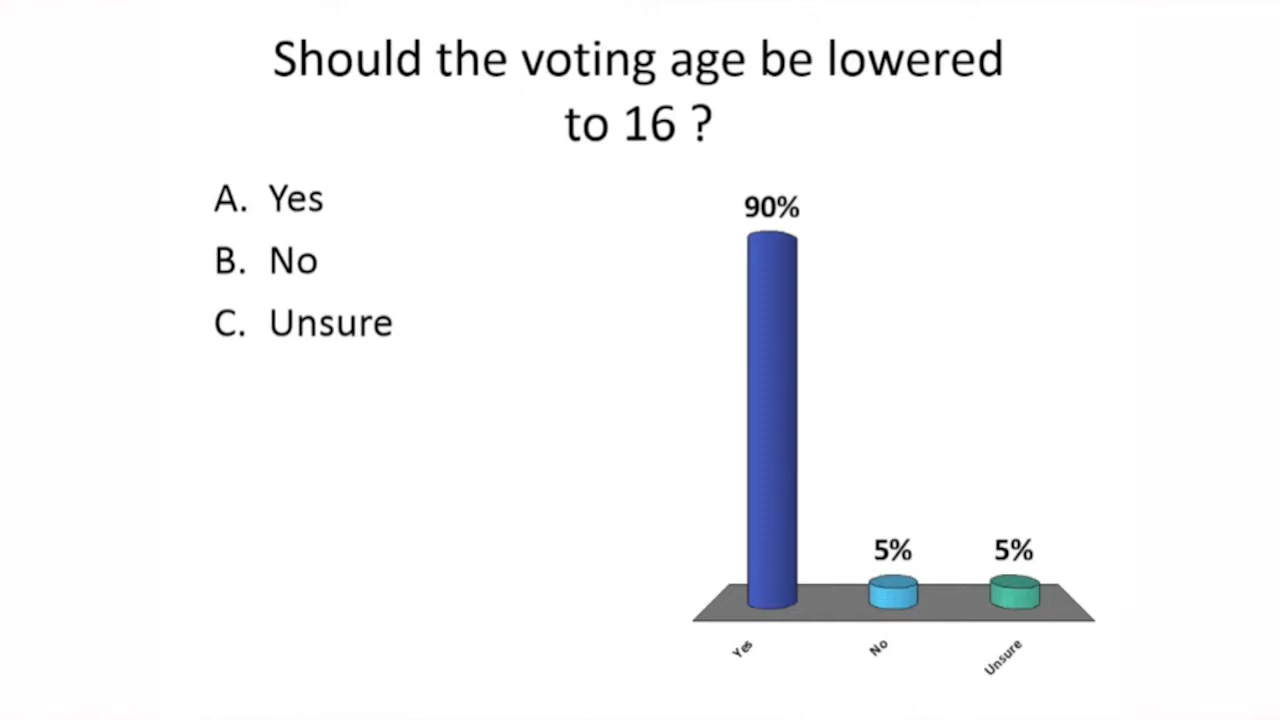 Should the voting age be lowered
to 16 ?
A. Yes
B. No
C. Unsure
90%
5%
5%
Yes
No
Unsure